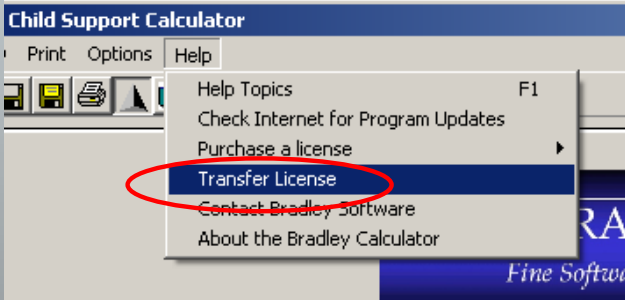 Child Support Calculator
Print Options Help
Help Topics F1
Check Internet for Program Updates
Purchase a license
Transfer License
Contact Bradley Software
About the Bradley Calculator
Fine